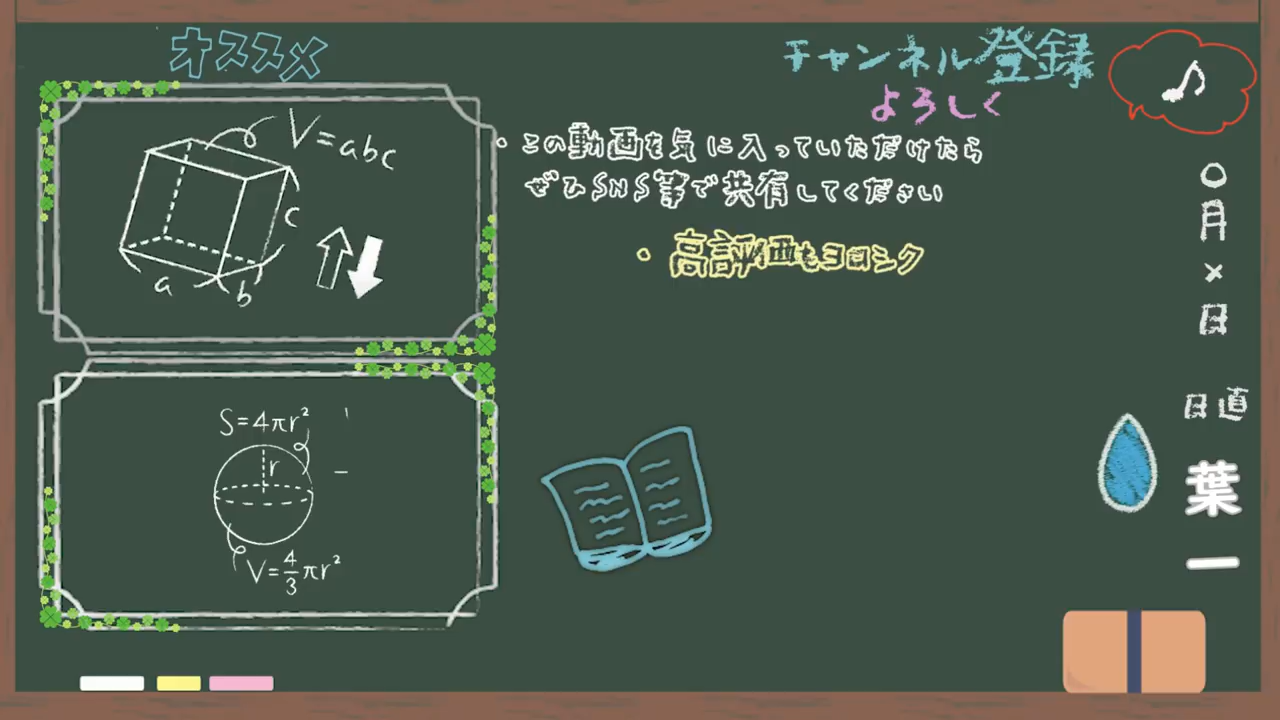 オススメ
チャンネル登録
よろしく
♪
V=abc
c
a
b
・この動画を気に入っていただけたら
ぜひSNS等で共有してください
・高評価もヨロシク
S=4πr²
r
V=4/3πr²
〇月×日
日直
葉一